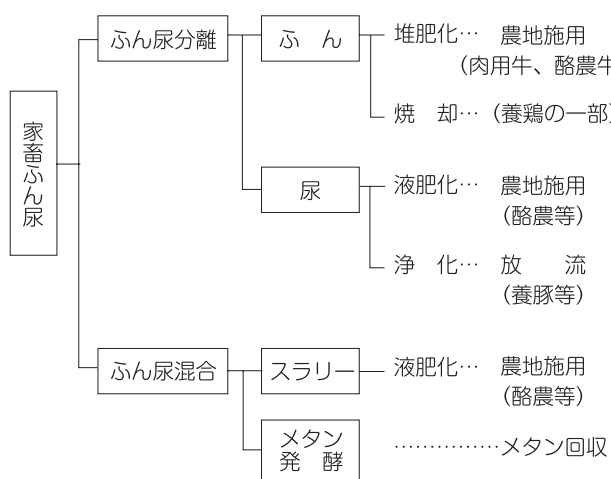 家畜ふん尿
ふん尿分離
ふ　ん
堆肥化… 農地施用
(肉用牛、酪農牛
焼　却… (養鶏の一部)
尿
液肥化… 農地施用
(酪農等)
浄　化… 放　　流
(養豚等)
ふん尿混合
スラリー
液肥化… 農地施用
(酪農等)
メタン
発　酵
……………メタン回収